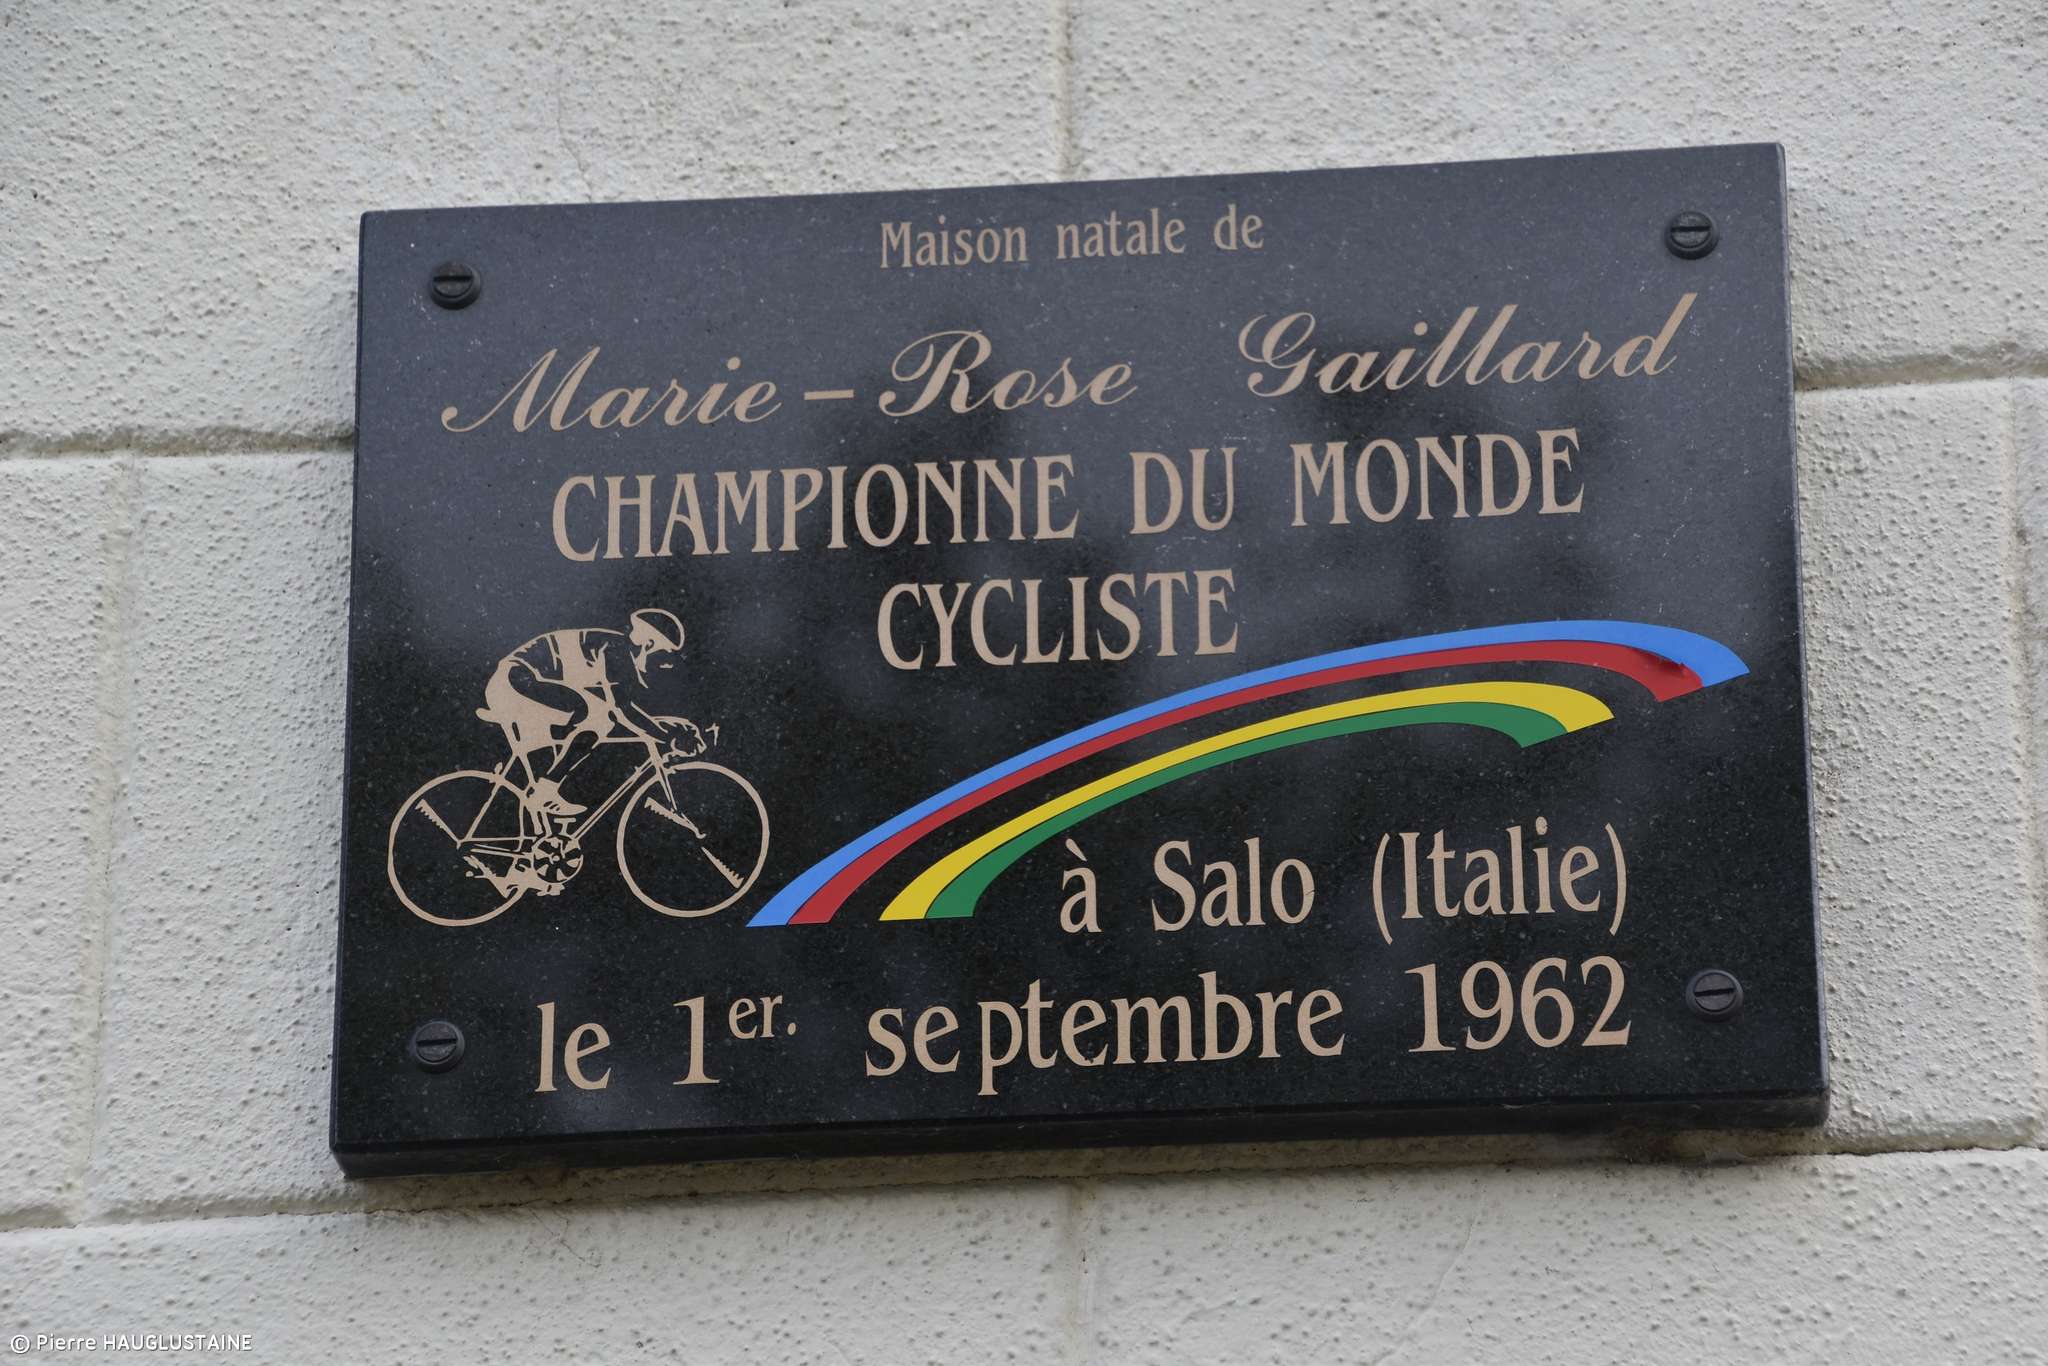 Maison natale de
Marie-Rose Gaillard
CHAMPIONNE DU MONDE
CYCLISTE
à Salo (Italie)
le 1er. septembre 1962
© Pierre HAUGLUSTAINE